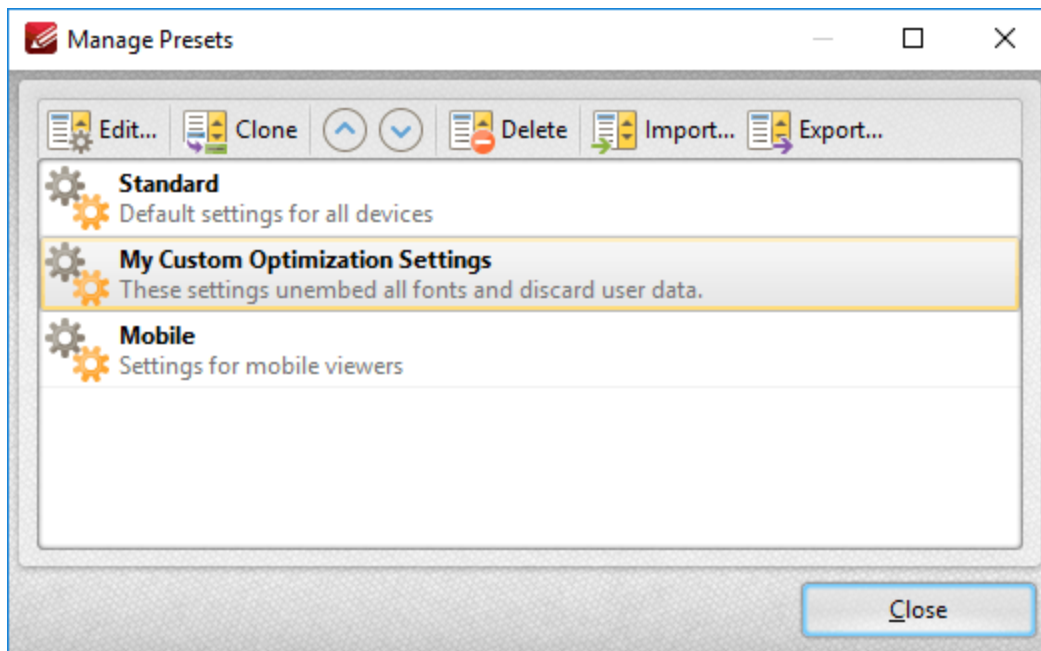 Manage Presets
Edit... Clone Delete Import... Export...
Standard
Default settings for all devices
My Custom Optimization Settings
These settings unembed all fonts and discard user data.
Mobile
Settings for mobile viewers
Close